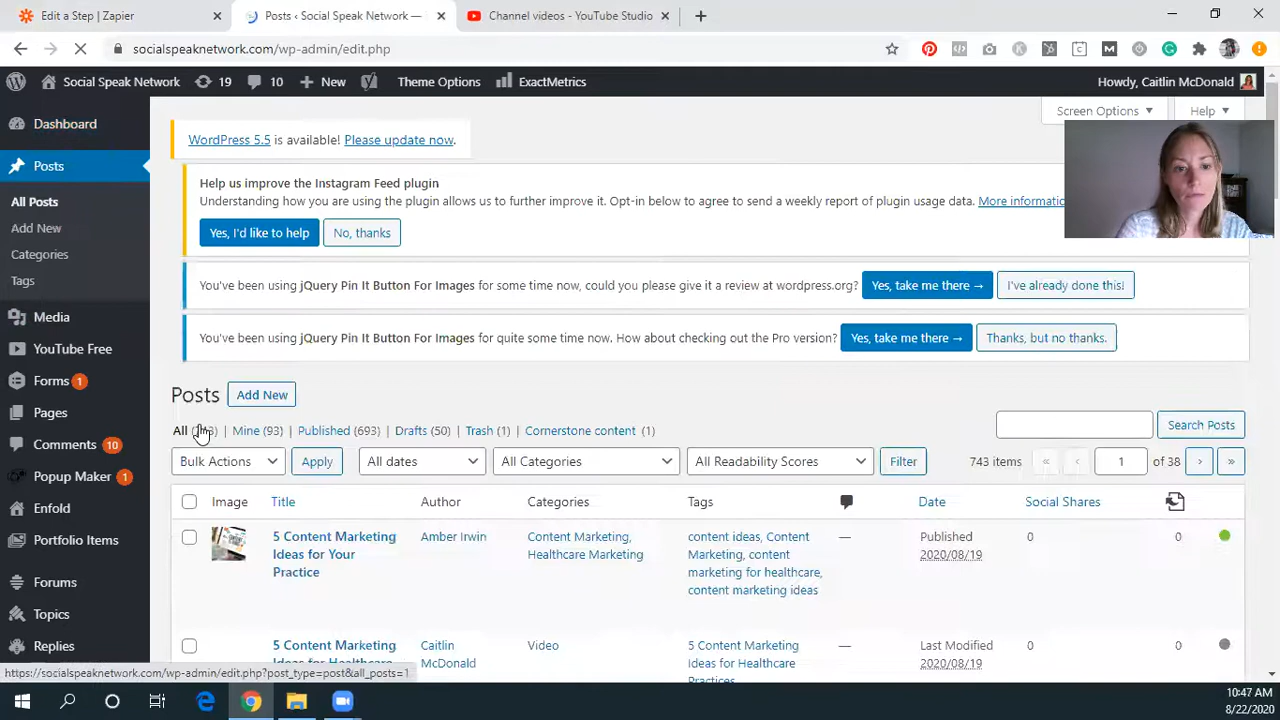 Edit a Step | Zapier
Posts ‹ Social Speak Network —
Channel videos - YouTube Studio
socialspeaknetwork.com/wp-admin/edit.php
Social Speak Network 19 10 New Theme Options ExactMetrics Howdy, Caitlin McDonald
Dashboard
Posts
All Posts
Add New
Categories
Tags
Media
YouTube Free
Forms 1
Pages
Comments 10
Popup Maker 1
Enfold
Portfolio Items
Forums
Topics
Replies
Screen Options Help
WordPress 5.5 is available! Please update now.
Help us improve the Instagram Feed plugin
Understanding how you are using the plugin allows us to further improve it. Opt-in below to agree to send a weekly report of plugin usage data. More informatio
Yes, I'd like to help No, thanks
You've been using jQuery Pin It Button For Images for some time now, could you please give it a review at wordpress.org? Yes, take me there → I've already done this!
You've been using jQuery Pin It Button For Images for quite some time now. How about checking out the Pro version? Yes, take me there → Thanks, but no thanks.
Posts Add New
All | Mine (93) | Published (693) | Drafts (50) | Trash (1) | Cornerstone content (1)
Search Posts
Bulk Actions Apply All dates All Categories All Readability Scores Filter 743 items « ‹ 1 of 38 › »
Image Title Author Categories Tags Date Social Shares
5 Content Marketing Ideas for Your Practice
Amber Irwin
Content Marketing, Healthcare Marketing
content ideas, Content Marketing, content marketing for healthcare, content marketing ideas
—
Published 2020/08/19
0 0
5 Content Marketing Ideas for Healthcare
Caitlin McDonald
Video
5 Content Marketing ideas for Healthcare Practices
—
Last Modified 2020/08/19
0 0
https://socialspeaknetwork.com/wp-admin/edit.php?post_type=post&all_posts=1
10:47 AM
8/22/2020